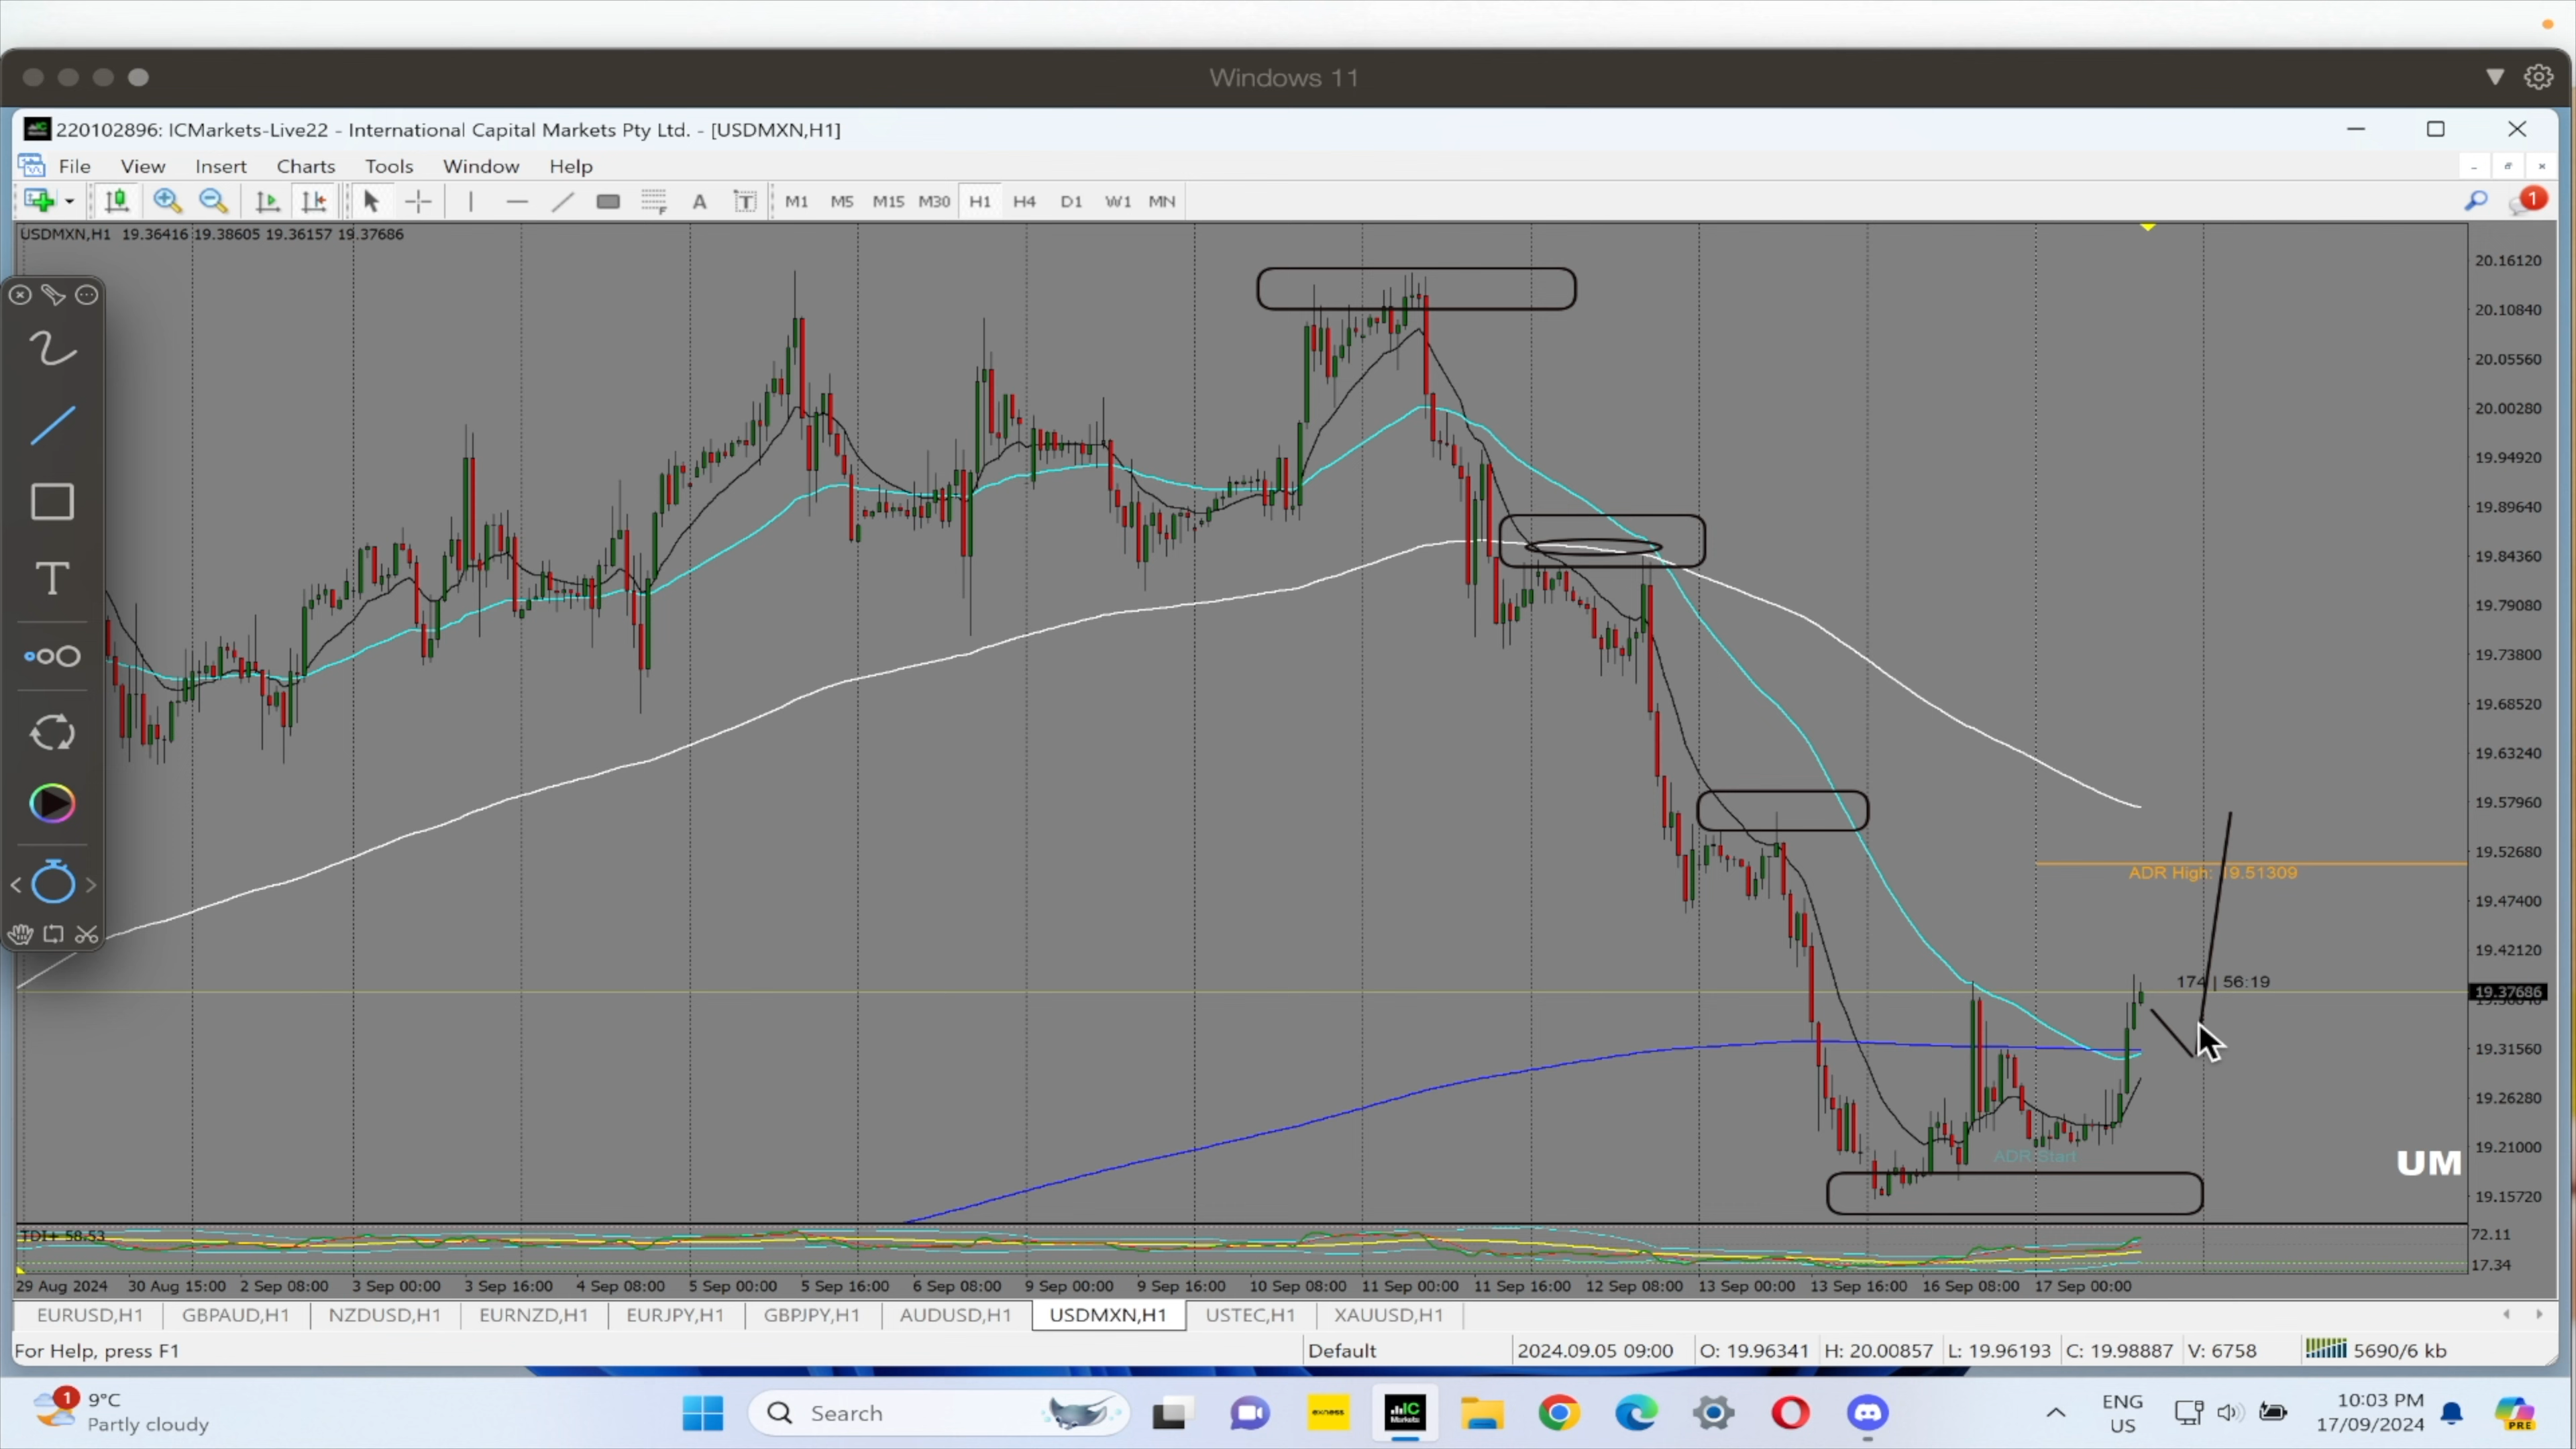 Windows 11
220102896: ICMarkets-Live22 - International Capital Markets Pty Ltd. - [USDMXN,H1]
File View Insert Charts Tools Window Help
A T M1 M5 M15 M30 H1 H4 D1 W1 MN 1
USDMXN,H1 19.36416 19.38605 19.36157 19.37686
20.16120
20.10840
20.05560
20.00280
19.94920
19.89640
19.84360
19.79080
19.73800
19.68520
19.63240
19.57960
19.52680
ADR High: 19.51309
19.47400
19.42120
174 | 56:19
19.37686
19.31560
19.26280
19.21000
ADR Start
UM
19.15720
T
TDI+ 58.53
72.11
17.34
29 Aug 2024 30 Aug 15:00 2 Sep 08:00 3 Sep 00:00 3 Sep 16:00 4 Sep 08:00 5 Sep 00:00 5 Sep 16:00 6 Sep 08:00 9 Sep 00:00 9 Sep 16:00 10 Sep 08:00 11 Sep 00:00 11 Sep 16:00 12 Sep 08:00 13 Sep 00:00 13 Sep 16:00 16 Sep 08:00 17 Sep 00:00
EURUSD,H1 GBPAUD,H1 NZDUSD,H1 EURNZD,H1 EURJPY,H1 GBPJPY,H1 AUDUSD,H1 USDMXN,H1 USTEC,H1 XAUUSD,H1
For Help, press F1 Default 2024.09.05 09:00 O: 19.96341 H: 20.00857 L: 19.96193 C: 19.98887 V: 6758 5690/6 kb
1 9°C
Partly cloudy
Search
exness
IC Markets
ENG
US
10:03 PM
17/09/2024
PRE